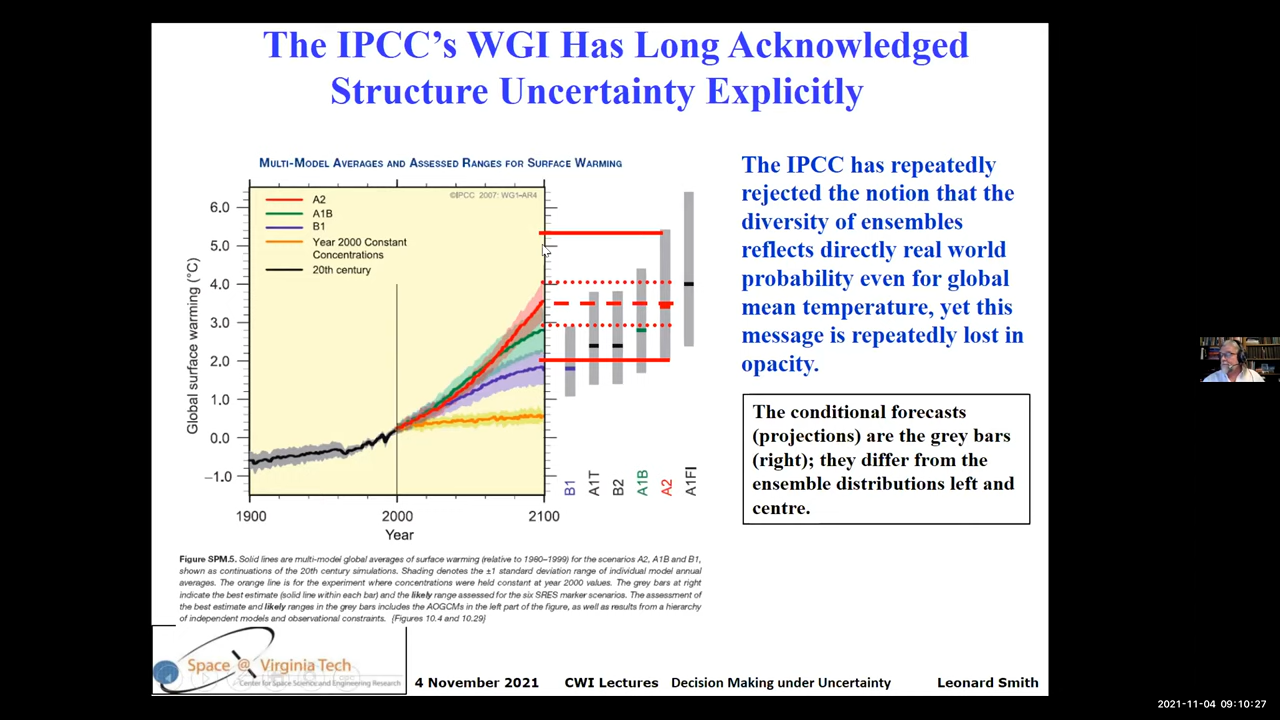 The IPCC's WGI Has Long Acknowledged
Structure Uncertainty Explicitly
MULTI-MODEL AVERAGES AND ASSESSED RANGES FOR SURFACE WARMING
©IPCC 2007: WG1-AR4
A2
A1B
B1
Year 2000 Constant
Concentrations
20th century
6.0
5.0
4.0
3.0
2.0
1.0
0.0
−1.0
Global surface warming (°C)
1900
2000
2100
Year
B1
A1T
B2
A1B
A2
A1FI
The IPCC has repeatedly
rejected the notion that the
diversity of ensembles
reflects directly real world
probability even for global
mean temperature, yet this
message is repeatedly lost in
opacity.
The conditional forecasts
(projections) are the grey bars
(right); they differ from the
ensemble distributions left and
centre.
Figure SPM.5. Solid lines are multi-model global averages of surface warming (relative to 1980–1999) for the scenarios A2, A1B and B1,
shown as continuations of the 20th century simulations. Shading denotes the ±1 standard deviation range of individual model annual
averages. The orange line is for the experiment where concentrations were held constant at year 2000 values. The grey bars at right
indicate the best estimate (solid line within each bar) and the likely range assessed for the six SRES marker scenarios. The assessment of
the best estimate and likely ranges in the grey bars includes the AOGCMs in the left part of the figure, as well as results from a hierarchy
of independent models and observational constraints. {Figures 10.4 and 10.29}
Space @ Virginia Tech
Center for Space Science and Engineering Research
4 November 2021
CWI Lectures
Decision Making under Uncertainty
Leonard Smith
2021-11-04 09:10:27